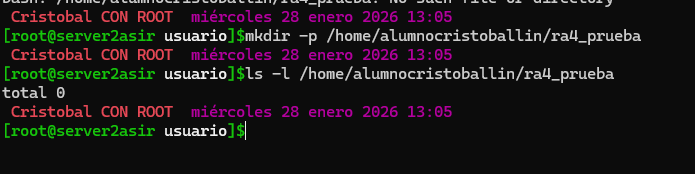 bash: /home/alumnocristoballin/ra4_prueba: No such file or directory
Cristobal CON ROOT miércoles 28 enero 2026 13:05
[root@server2asir usuario]$mkdir -p /home/alumnocristoballin/ra4_prueba
Cristobal CON ROOT miércoles 28 enero 2026 13:05
[root@server2asir usuario]$ls -l /home/alumnocristoballin/ra4_prueba
total 0
Cristobal CON ROOT miércoles 28 enero 2026 13:05
[root@server2asir usuario]$